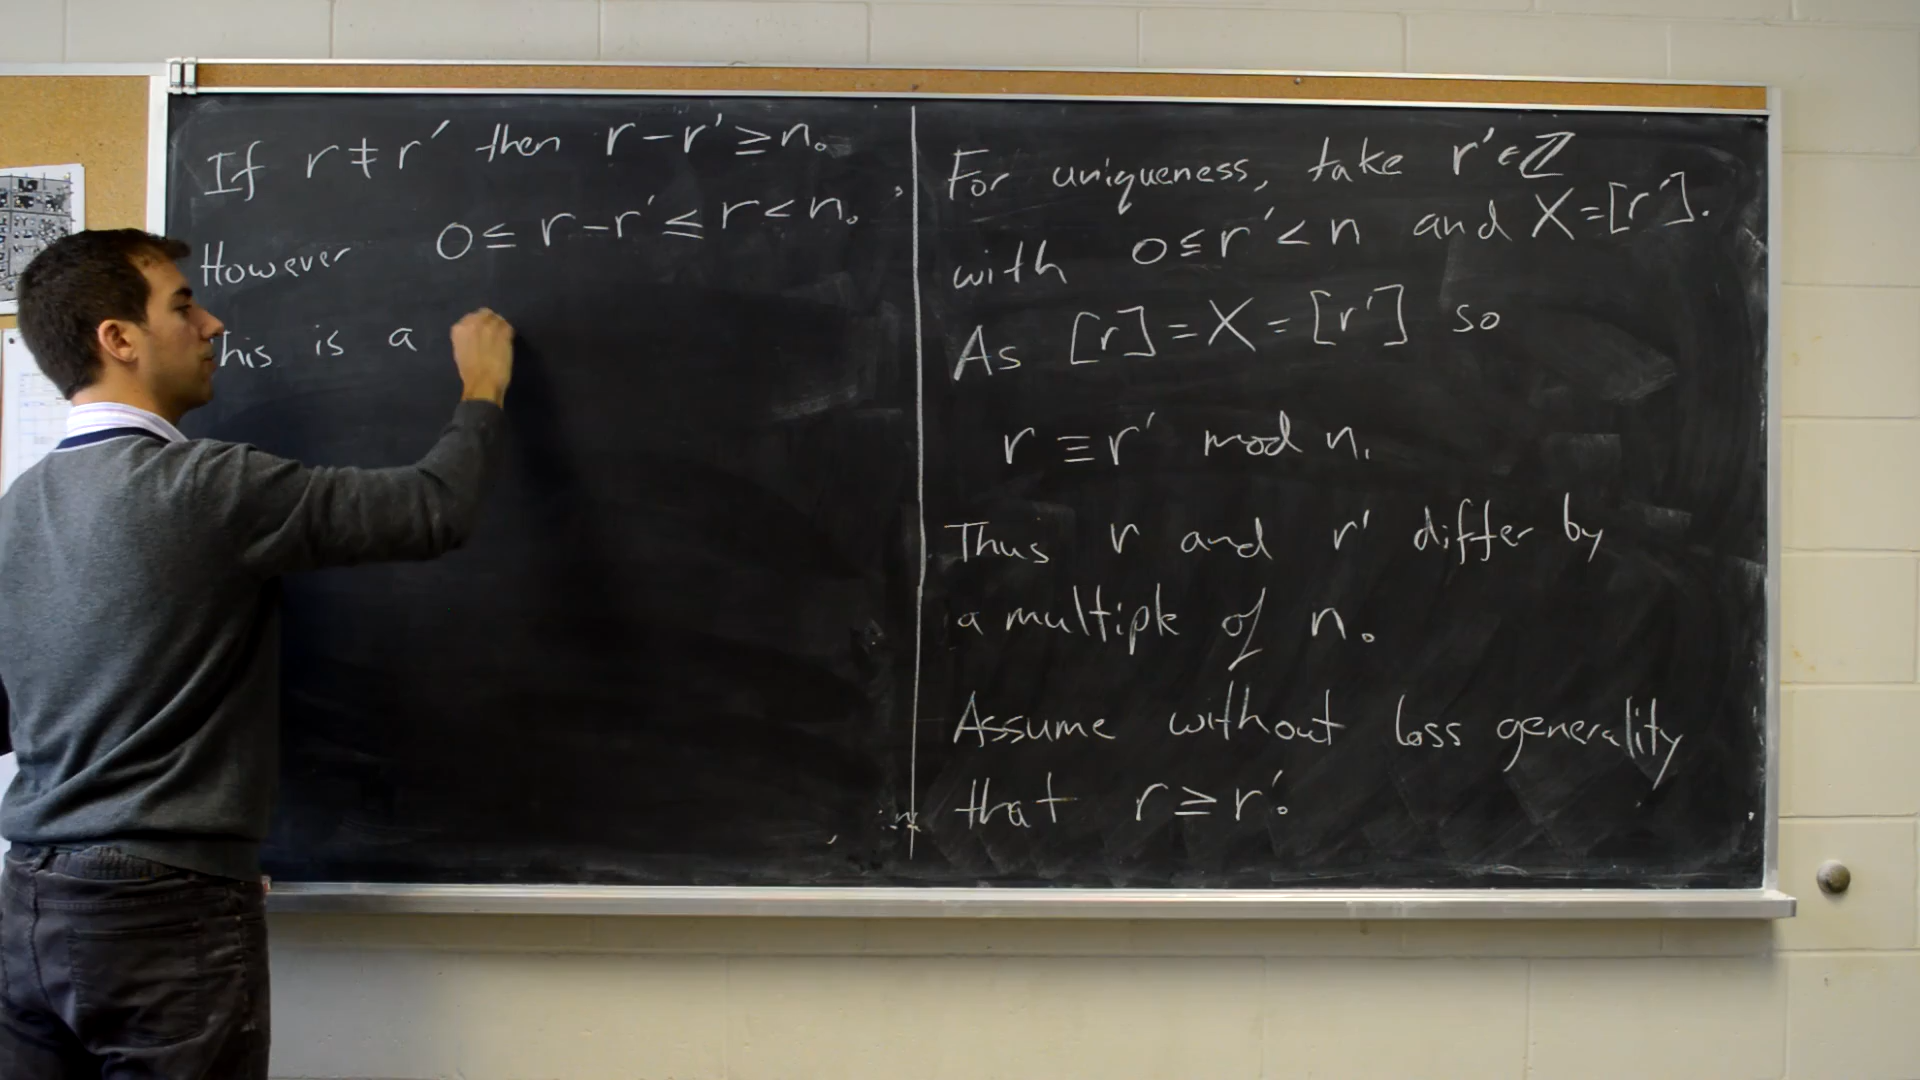 If r ≠ r′ then r − r′ ≥ n.
However 0 ≤ r − r′ ≤ r < n.
is a
For uniqueness, take r′ ∈ ℤ
with 0 ≤ r′ < n and X = [r′].
As [r] = X = [r′] so
r ≡ r′ mod n.
Thus r and r′ differ by
a multiple of n.
Assume without loss generality
that r ≥ r′.